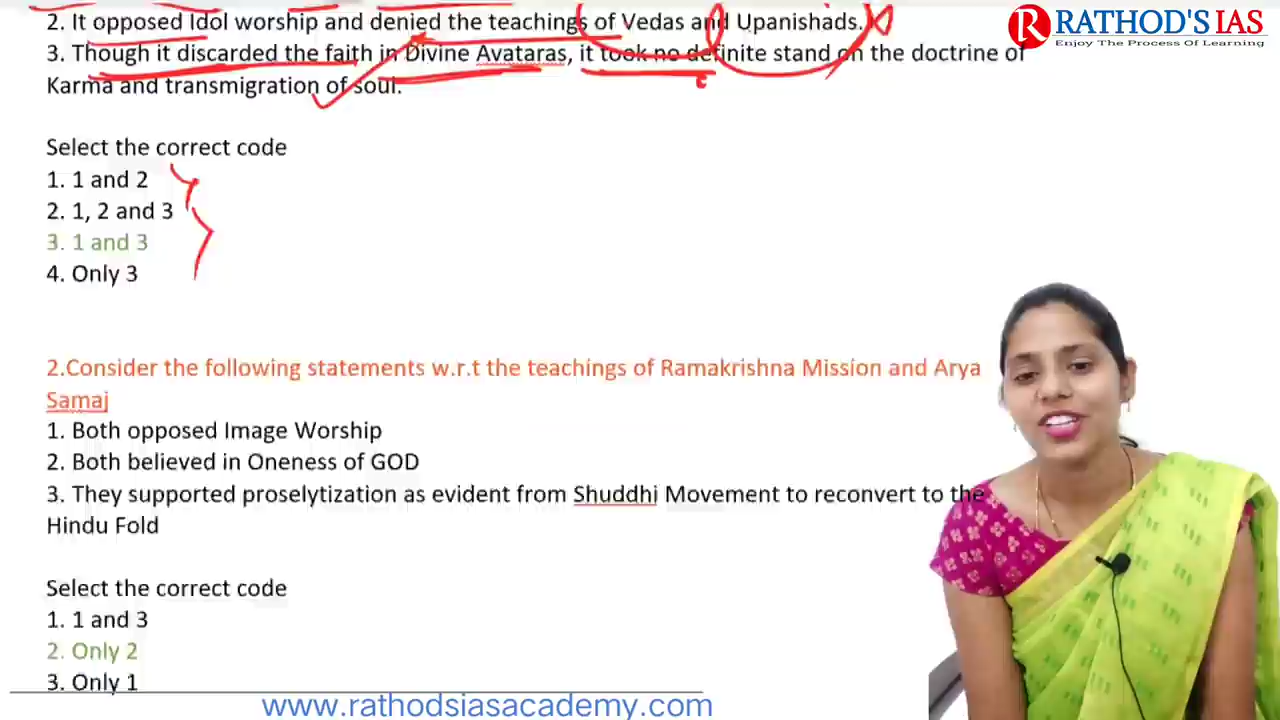 2. It opposed Idol worship and denied the teachings of Vedas and Upanishads.
RATHOD'S IAS
Enjoy The Process Of Learning
3. Though it discarded the faith in Divine Avataras, it took no definite stand on the doctrine of
Karma and transmigration of soul.
Select the correct code
1. 1 and 2
2. 1, 2 and 3
3. 1 and 3
4. Only 3
2.Consider the following statements w.r.t the teachings of Ramakrishna Mission and Arya
Samaj
1. Both opposed Image Worship
2. Both believed in Oneness of GOD
3. They supported proselytization as evident from Shuddhi Movement to reconvert to the
Hindu Fold
Select the correct code
1. 1 and 3
2. Only 2
3. Only 1
www.rathodsiasacademy.com